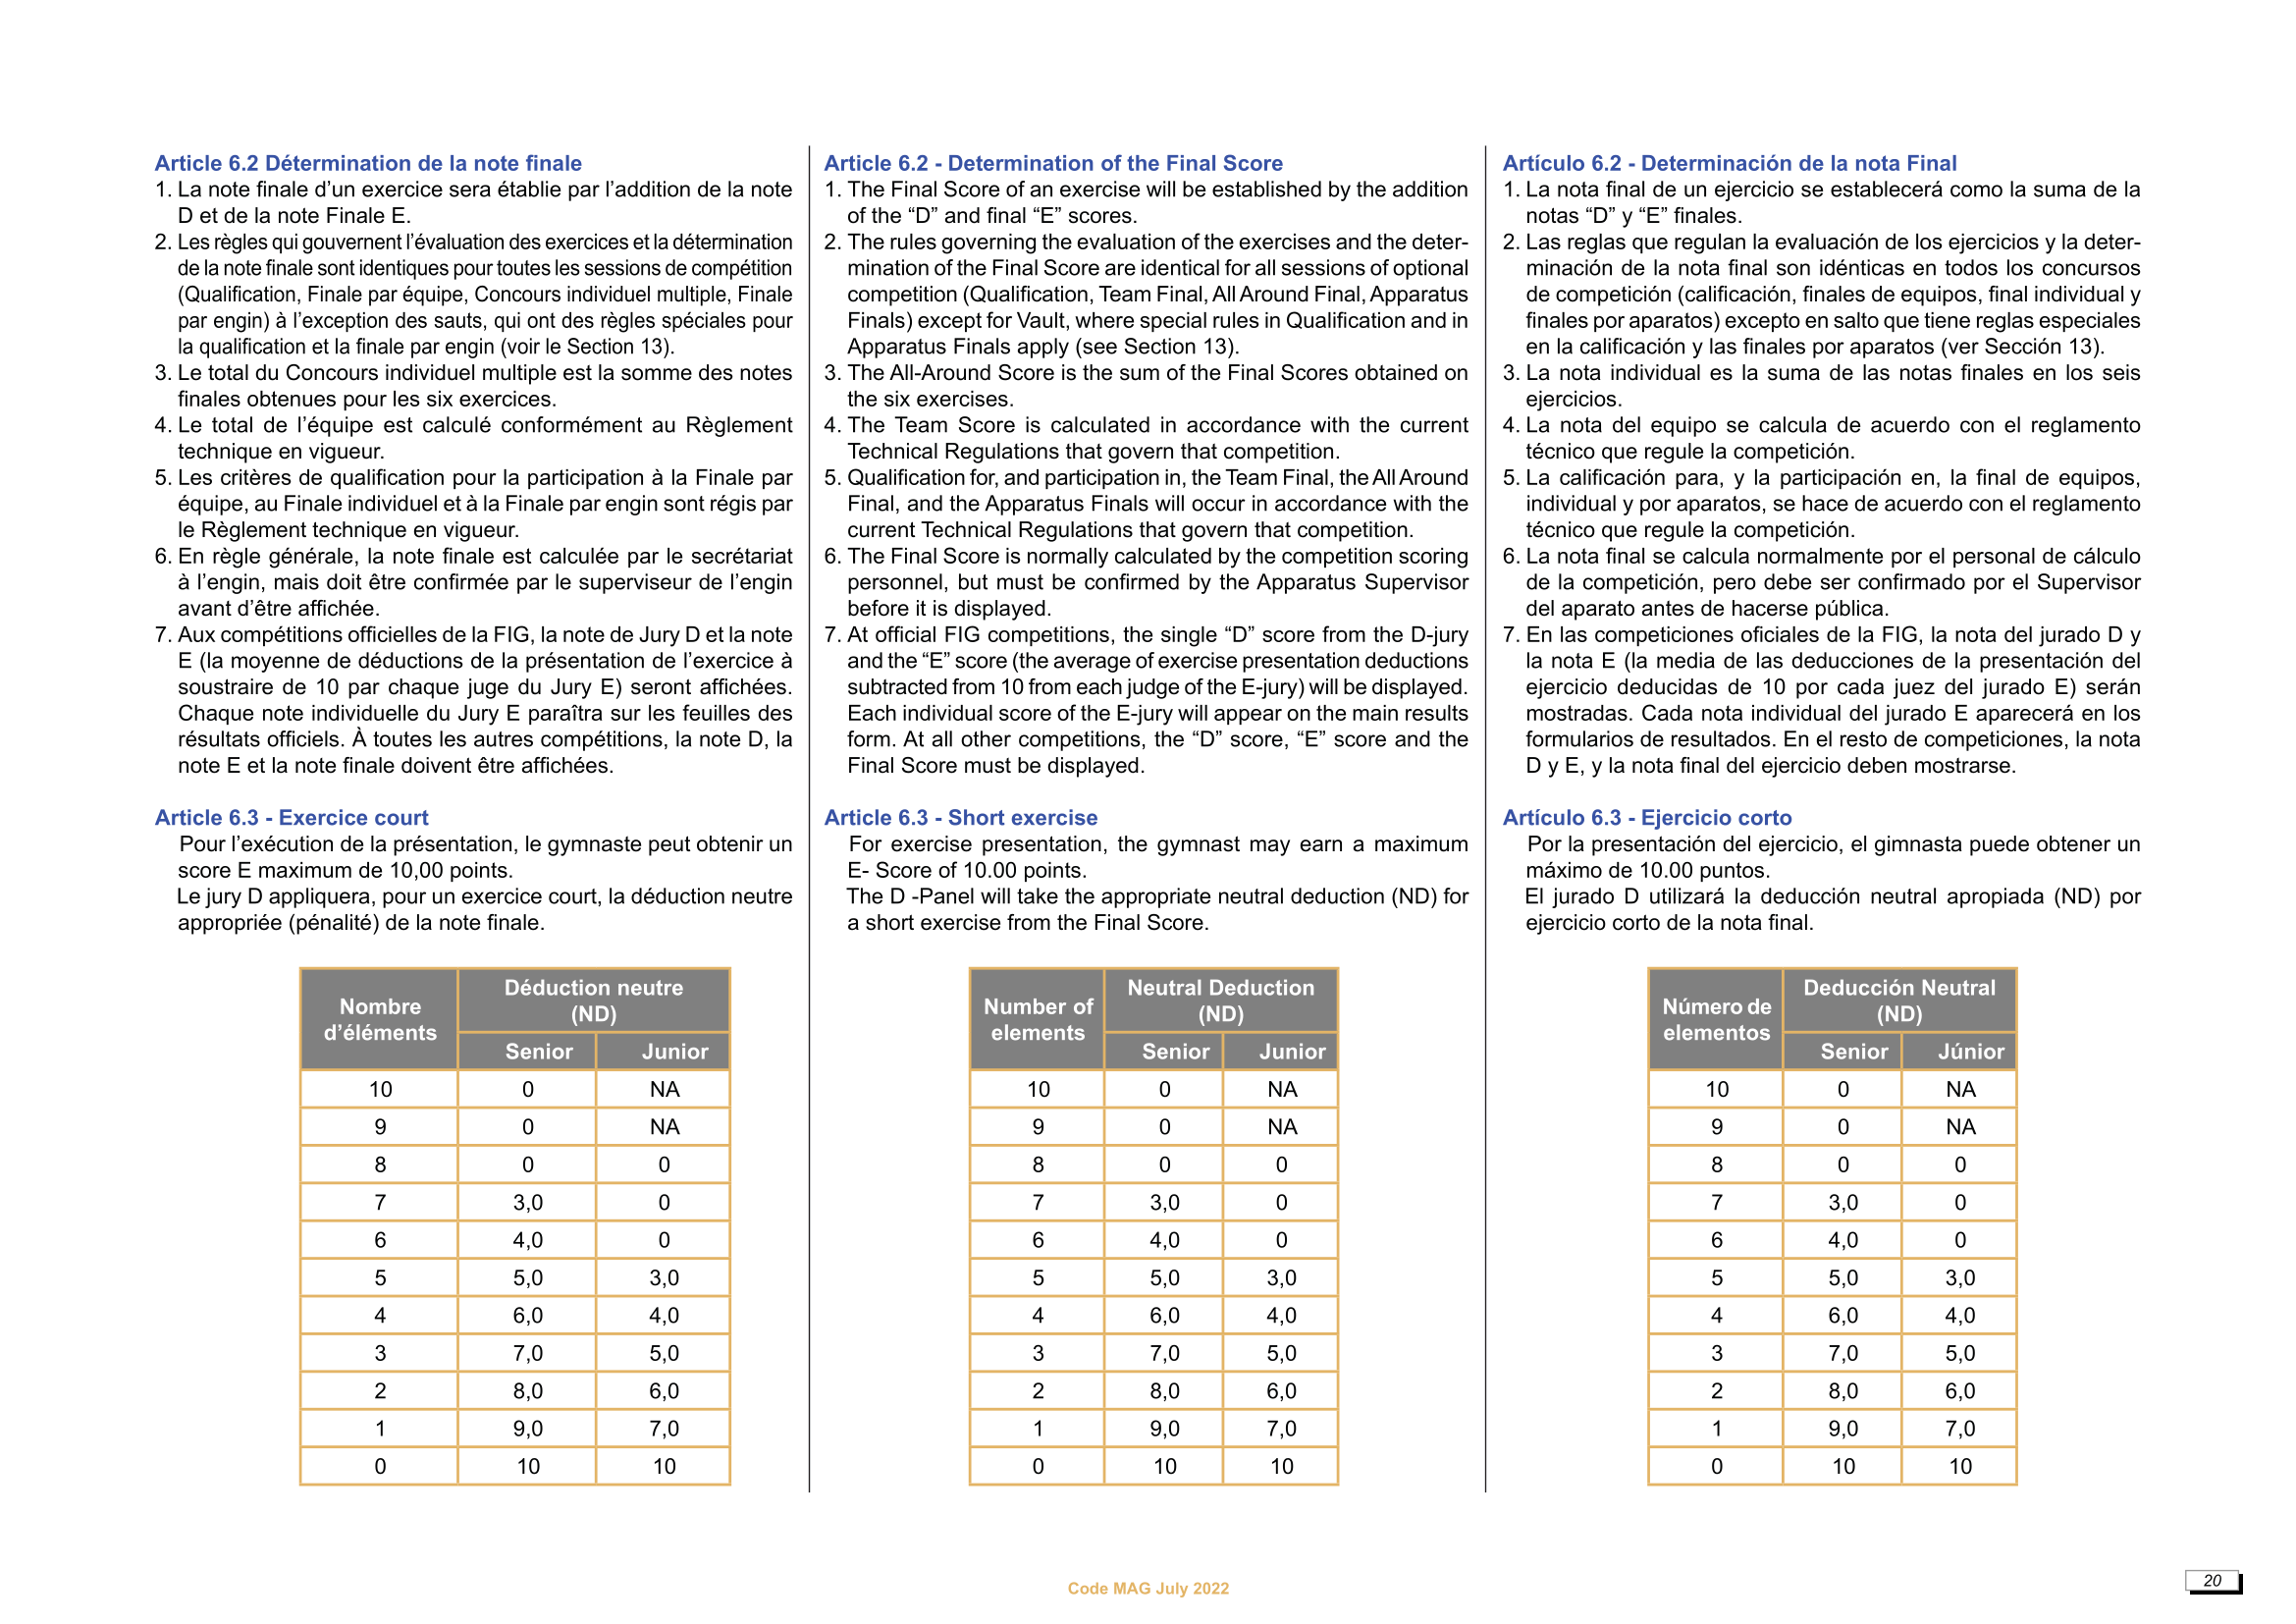 Article 6.2 Détermination de la note finale
1. La note finale d’un exercice sera établie par l’addition de la note
D et de la note Finale E.
2. Les règles qui gouvernent l’évaluation des exercices et la détermination
de la note finale sont identiques pour toutes les sessions de compétition
(Qualification, Finale par équipe, Concours individuel multiple, Finale
par engin) à l’exception des sauts, qui ont des règles spéciales pour
la qualification et la finale par engin (voir le Section 13).
3. Le total du Concours individuel multiple est la somme des notes
finales obtenues pour les six exercices.
4. Le total de l’équipe est calculé conformément au Règlement
technique en vigueur.
5. Les critères de qualification pour la participation à la Finale par
équipe, au Finale individuel et à la Finale par engin sont régis par
le Règlement technique en vigueur.
6. En règle générale, la note finale est calculée par le secrétariat
à l’engin, mais doit être confirmée par le superviseur de l’engin
avant d’être affichée.
7. Aux compétitions officielles de la FIG, la note de Jury D et la note
E (la moyenne de déductions de la présentation de l’exercice à
soustraire de 10 par chaque juge du Jury E) seront affichées.
Chaque note individuelle du Jury E paraîtra sur les feuilles des
résultats officiels. À toutes les autres compétitions, la note D, la
note E et la note finale doivent être affichées.
Article 6.3 - Exercice court
Pour l’exécution de la présentation, le gymnaste peut obtenir un
score E maximum de 10,00 points.
Le jury D appliquera, pour un exercice court, la déduction neutre
appropriée (pénalité) de la note finale.
Nombre d’éléments Déduction neutre (ND)
Senior Junior
10 0 NA
9 0 NA
8 0 0
7 3,0 0
6 4,0 0
5 5,0 3,0
4 6,0 4,0
3 7,0 5,0
2 8,0 6,0
1 9,0 7,0
0 10 10
Article 6.2 - Determination of the Final Score
1. The Final Score of an exercise will be established by the addition
of the “D” and final “E” scores.
2. The rules governing the evaluation of the exercises and the deter-
mination of the Final Score are identical for all sessions of optional
competition (Qualification, Team Final, All Around Final, Apparatus
Finals) except for Vault, where special rules in Qualification and in
Apparatus Finals apply (see Section 13).
3. The All-Around Score is the sum of the Final Scores obtained on
the six exercises.
4. The Team Score is calculated in accordance with the current
Technical Regulations that govern that competition.
5. Qualification for, and participation in, the Team Final, the All Around
Final, and the Apparatus Finals will occur in accordance with the
current Technical Regulations that govern that competition.
6. The Final Score is normally calculated by the competition scoring
personnel, but must be confirmed by the Apparatus Supervisor
before it is displayed.
7. At official FIG competitions, the single “D” score from the D-jury
and the “E” score (the average of exercise presentation deductions
subtracted from 10 from each judge of the E-jury) will be displayed.
Each individual score of the E-jury will appear on the main results
form. At all other competitions, the “D” score, “E” score and the
Final Score must be displayed.
Article 6.3 - Short exercise
For exercise presentation, the gymnast may earn a maximum
E- Score of 10.00 points.
The D -Panel will take the appropriate neutral deduction (ND) for
a short exercise from the Final Score.
Number of elements Neutral Deduction (ND)
Senior Junior
10 0 NA
9 0 NA
8 0 0
7 3,0 0
6 4,0 0
5 5,0 3,0
4 6,0 4,0
3 7,0 5,0
2 8,0 6,0
1 9,0 7,0
0 10 10
Artículo 6.2 - Determinación de la nota Final
1. La nota final de un ejercicio se establecerá como la suma de la
notas “D” y “E” finales.
2. Las reglas que regulan la evaluación de los ejercicios y la deter-
minación de la nota final son idénticas en todos los concursos
de competición (calificación, finales de equipos, final individual y
finales por aparatos) excepto en salto que tiene reglas especiales
en la calificación y las finales por aparatos (ver Sección 13).
3. La nota individual es la suma de las notas finales en los seis
ejercicios.
4. La nota del equipo se calcula de acuerdo con el reglamento
técnico que regule la competición.
5. La calificación para, y la participación en, la final de equipos,
individual y por aparatos, se hace de acuerdo con el reglamento
técnico que regule la competición.
6. La nota final se calcula normalmente por el personal de cálculo
de la competición, pero debe ser confirmado por el Supervisor
del aparato antes de hacerse pública.
7. En las competiciones oficiales de la FIG, la nota del jurado D y
la nota E (la media de las deducciones de la presentación del
ejercicio deducidas de 10 por cada juez del jurado E) serán
mostradas. Cada nota individual del jurado E aparecerá en los
formularios de resultados. En el resto de competiciones, la nota
D y E, y la nota final del ejercicio deben mostrarse.
Artículo 6.3 - Ejercicio corto
Por la presentación del ejercicio, el gimnasta puede obtener un
máximo de 10.00 puntos.
El jurado D utilizará la deducción neutral apropiada (ND) por
ejercicio corto de la nota final.
Número de elementos Deducción Neutral (ND)
Senior Júnior
10 0 NA
9 0 NA
8 0 0
7 3,0 0
6 4,0 0
5 5,0 3,0
4 6,0 4,0
3 7,0 5,0
2 8,0 6,0
1 9,0 7,0
0 10 10
Code MAG July 2022
20